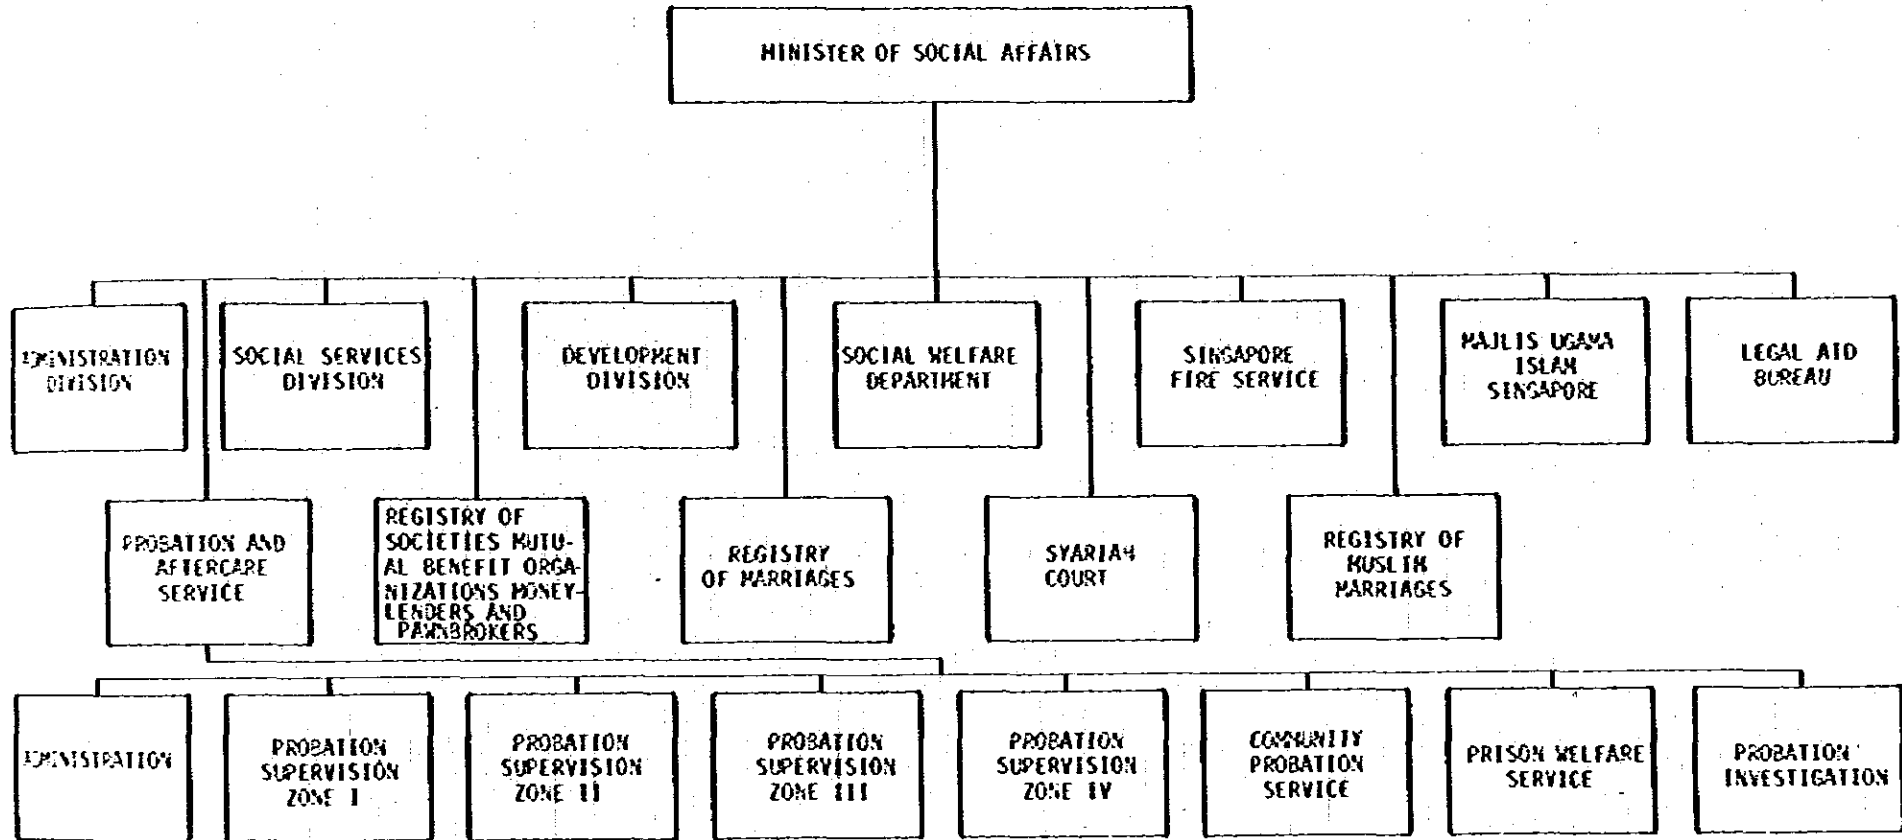 MINISTER OF SOCIAL AFFAIRS
ADMINISTRATION
DIVISION
SOCIAL SERVICES
DIVISION
DEVELOPMENT
DIVISION
SOCIAL WELFARE
DEPARTMENT
SINGAPORE
FIRE SERVICE
MAJLIS UGAMA
ISLAM
SINGAPORE
LEGAL AID
BUREAU
PROBATION AND
AFTERCARE
SERVICE
REGISTRY OF
SOCIETIES MUTU-
AL BENEFIT ORGA-
NIZATIONS MONEY-
LENDERS AND
PAWNBROKERS
REGISTRY
OF MARRIAGES
SYARIAH
COURT
REGISTRY OF
MUSLIM
MARRIAGES
ADMINISTRATION
PROBATION
SUPERVISION
ZONE I
PROBATION
SUPERVISION
ZONE II
PROBATION
SUPERVISION
ZONE III
PROBATION
SUPERVISION
ZONE IV
COMMUNITY
PROBATION
SERVICE
PRISON WELFARE
SERVICE
PROBATION
INVESTIGATION